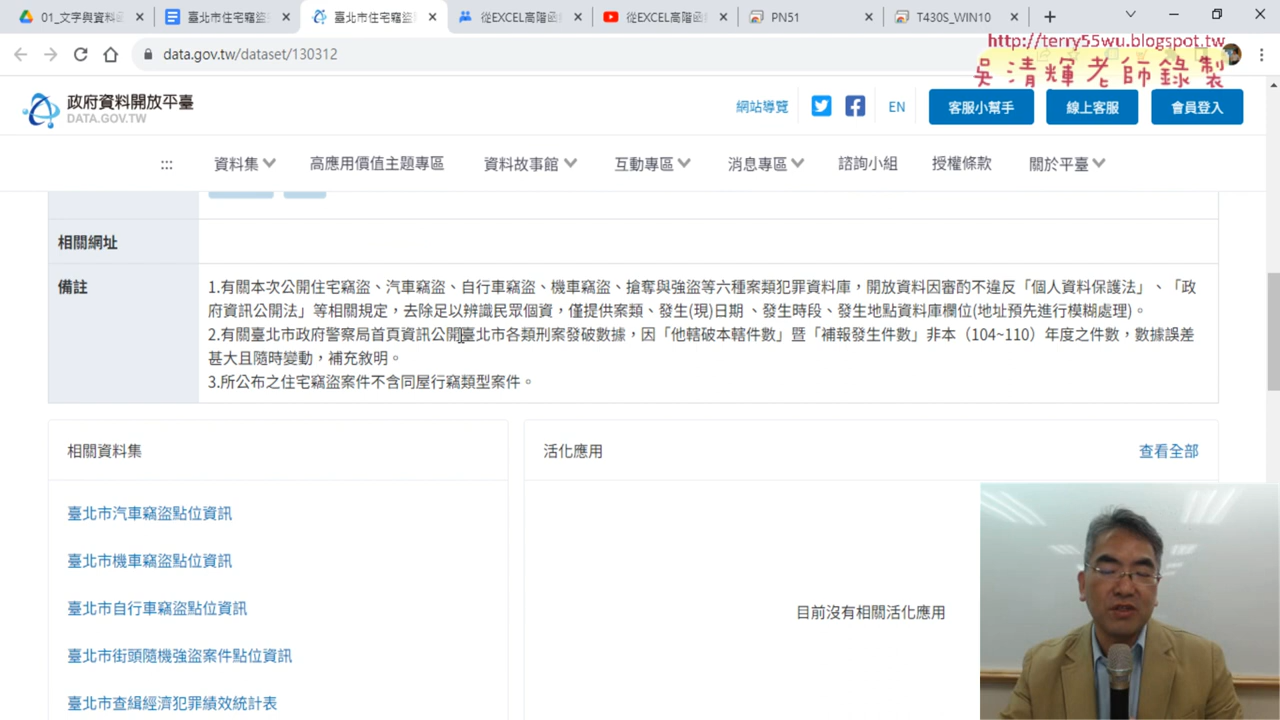 01_文字與資料
臺北市住宅竊盜
臺北市住宅竊盜
從EXCEL高階函
從EXCEL高階函
PN51
T430S_WIN10
data.gov.tw/dataset/130312
http://terry55wu.blogspot.tw
吳清輝老師錄製
政府資料開放平臺
DATA.GOV.TW
網站導覽
EN
客服小幫手
線上客服
會員登入
:::
資料集
高應用價值主題專區
資料故事館
互動專區
消息專區
諮詢小組
授權條款
關於平臺
相關網址
備註
1.有關本次公開住宅竊盜、汽車竊盜、自行車竊盜、機車竊盜、搶奪與強盜等六種案類犯罪資料庫，開放資料因審酌不違反「個人資料保護法」、「政
府資訊公開法」等相關規定，去除足以辨識民眾個資，僅提供案類、發生(現)日期 、發生時段、發生地點資料庫欄位(地址預先進行模糊處理)。
2.有關臺北市政府警察局首頁資訊公開臺北市各類刑案發破數據，因「他轄破本轄件數」暨「補報發生件數」非本（104~110）年度之件數，數據誤差
甚大且隨時變動，補充敘明。
3.所公布之住宅竊盜案件不含同屋行竊類型案件。
相關資料集
活化應用
查看全部
臺北市汽車竊盜點位資訊
臺北市機車竊盜點位資訊
臺北市自行車竊盜點位資訊
臺北市街頭隨機強盜案件點位資訊
臺北市查緝經濟犯罪績效統計表
目前沒有相關活化應用